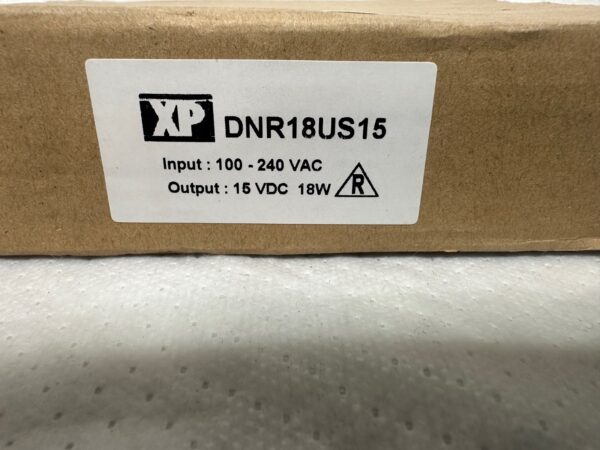 XP DNR18US15
Input : 100 - 240 VAC
Output : 15 VDC 18W R